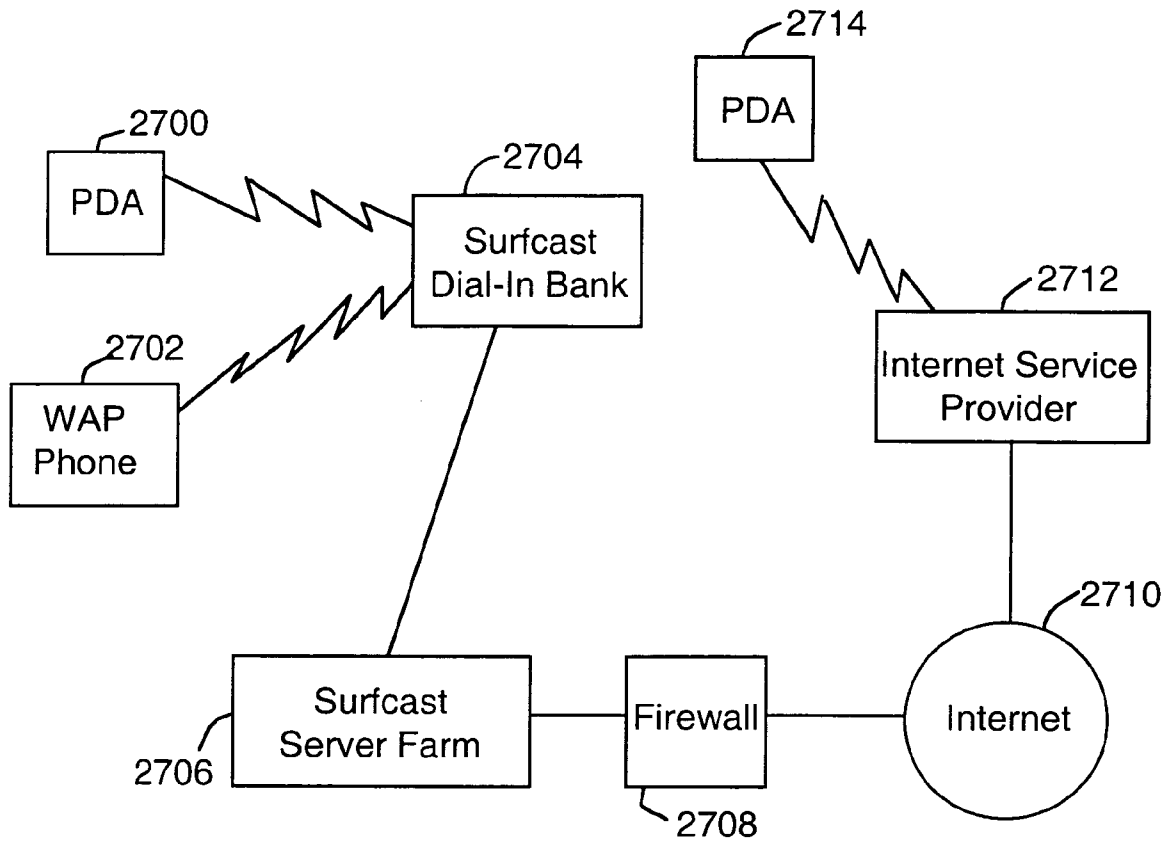 2714
PDA
2700
PDA
2704
Surfcast
Dial-In Bank
2712
Internet Service
Provider
2702
WAP
Phone
2710
Internet
Surfcast
Server Farm
Firewall
2706
2708